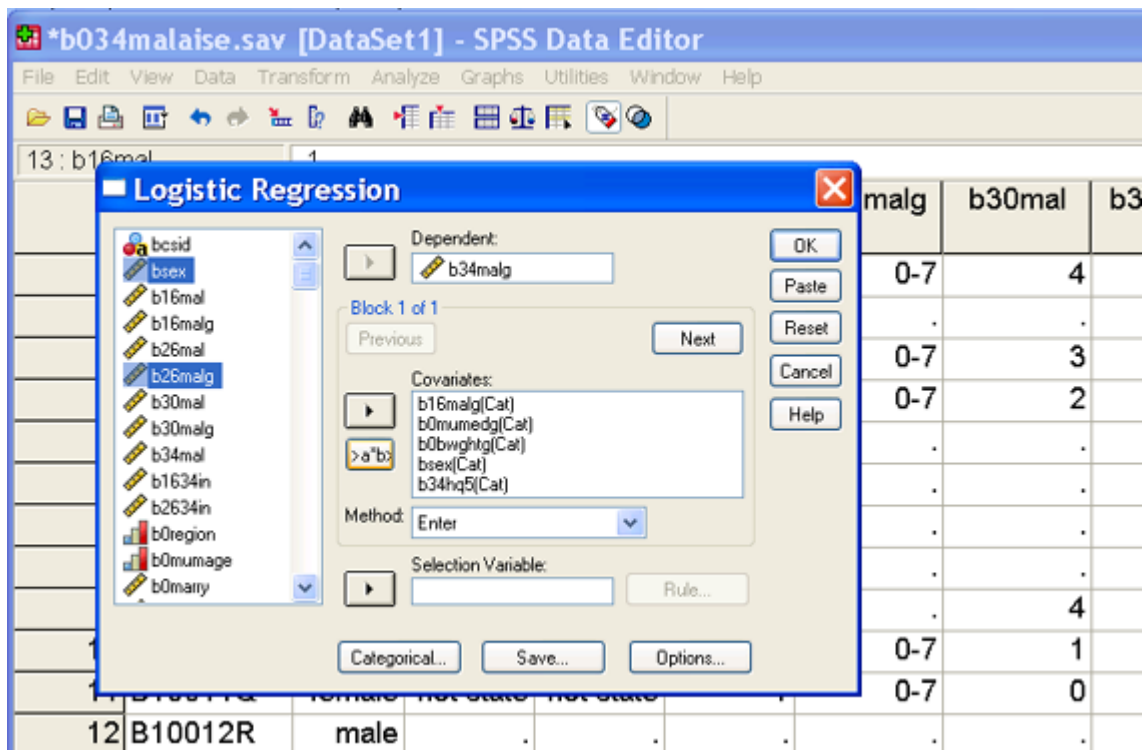 *b034malaise.sav [DataSet1] - SPSS Data Editor
File Edit View Data Transform Analyze Graphs Utilities Window Help
13 : b16mal 1
Logistic Regression
malg b30mal b3
bcsid
bsex
b16mal
b16malg
b26mal
b26malg
b30mal
b30malg
b34mal
b1634in
b2634in
b0region
b0mumage
b0marry
Dependent:
b34malg
Block 1 of 1
Previous Next
Covariates:
b16malg(Cat)
b0mumedg(Cat)
b0bwghtg(Cat)
bsex(Cat)
b34hq5(Cat)
>a*b>
Method: Enter
Selection Variable:
Rule...
Categorical... Save... Options...
OK
Paste
Reset
Cancel
Help
0-7 4
. .
0-7 3
0-7 2
. .
. .
. .
. .
. 4
0-7 1
0-7 0
12 B10012R male . . . . .